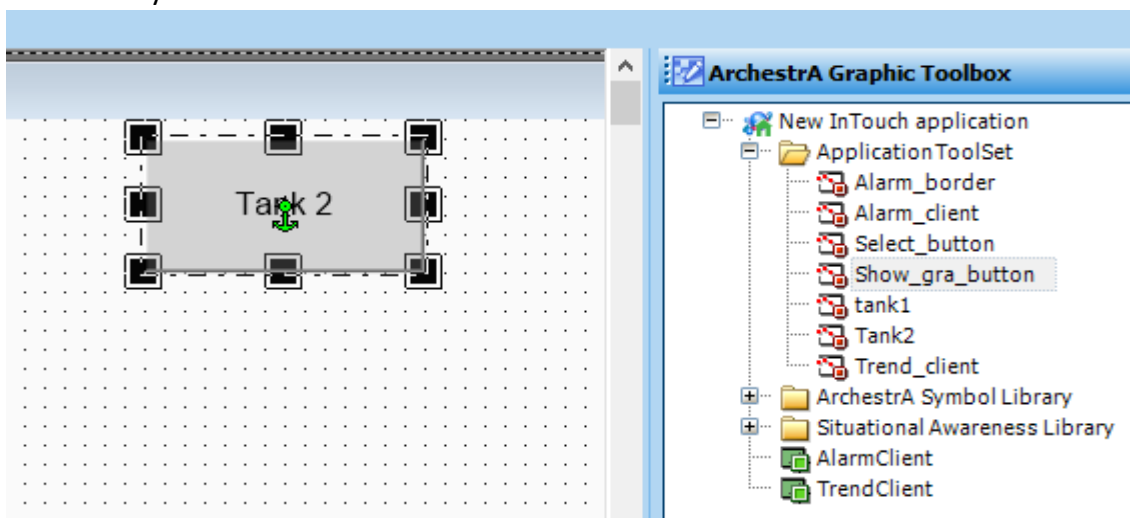 Tank 2
ArchestrA Graphic Toolbox
New InTouch application
ApplicationToolSet
Alarm_border
Alarm_client
Select_button
Show_gra_button
tank1
Tank2
Trend_client
ArchestrA Symbol Library
Situational Awareness Library
AlarmClient
TrendClient